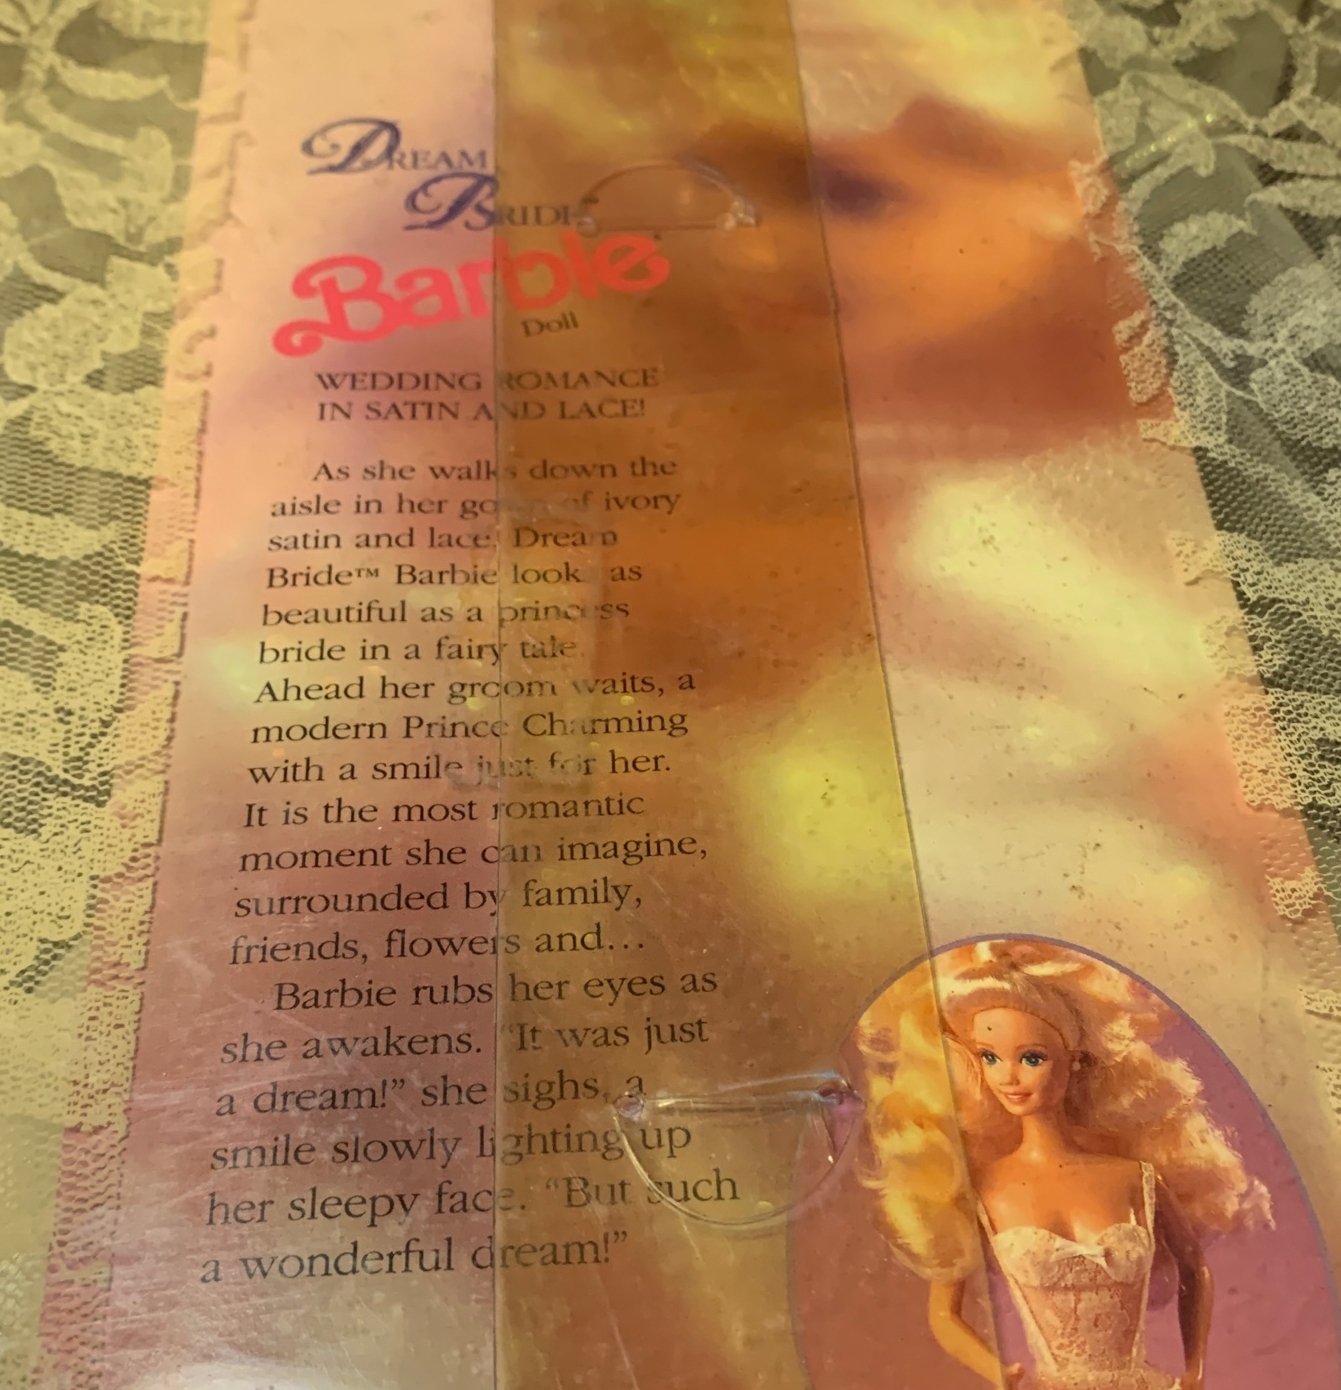 DREAM
BRIDE™
Barbie®
Doll
WEDDING ROMANCE
IN SATIN AND LACE!
As she walks down the
aisle in her gown of ivory
satin and lace, Dream
Bride™ Barbie looks as
beautiful as a princess
bride in a fairy tale.
Ahead her groom waits, a
modern Prince Charming
with a smile just for her.
It is the most romantic
moment she can imagine,
surrounded by family,
friends, flowers and...
Barbie rubs her eyes as
she awakens. "It was just
a dream!" she sighs, a
smile slowly lighting up
her sleepy face. "But such
a wonderful dream!"